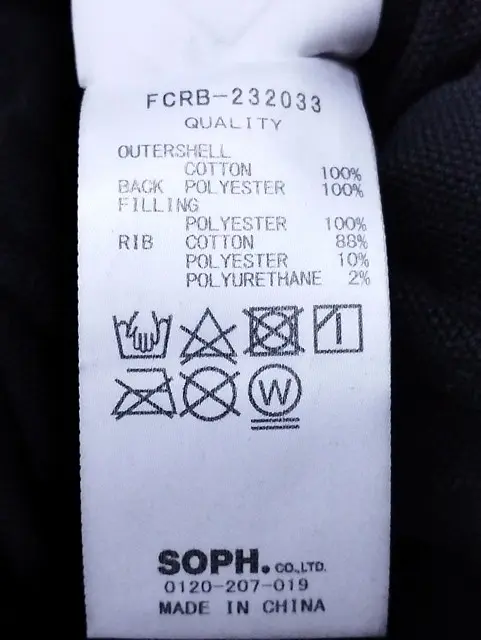 FCRB-232033
QUALITY
OUTERSHELL
COTTON 100%
BACK POLYESTER 100%
FILLING
POLYESTER 100%
RIB COTTON 88%
POLYESTER 10%
POLYURETHANE 2%
W
SOPH. CO.,LTD.
0120-207-019
MADE IN CHINA